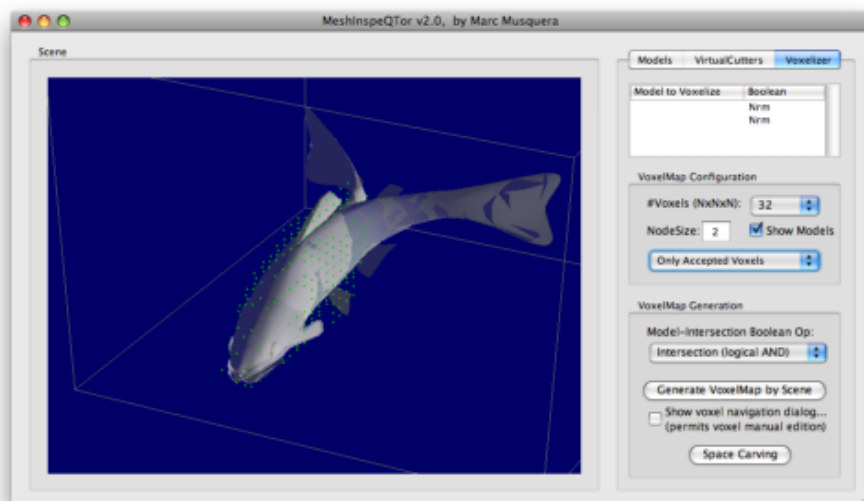 MeshInspeQTor v2.0, by Marc Musquera
Scene
Models VirtualCutters Voxelizer
Model to Voxelize Boolean
Nrm
Nrm
VoxelMap Configuration
#Voxels (NxNxN): 32
NodeSize: 2 Show Models
Only Accepted Voxels
VoxelMap Generation
Model-Intersection Boolean Op:
Intersection (logical AND)
Generate VoxelMap by Scene
Show voxel navigation dialog...
(permits voxel manual edition)
Space Carving